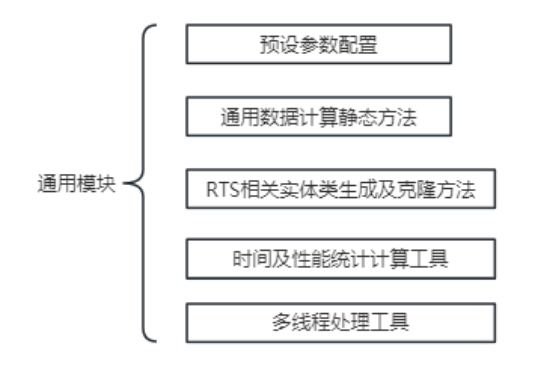 预设参数配置
通用数据计算静态方法
通用模块
RTS相关实体类生成及克隆方法
时间及性能统计计算工具
多线程处理工具